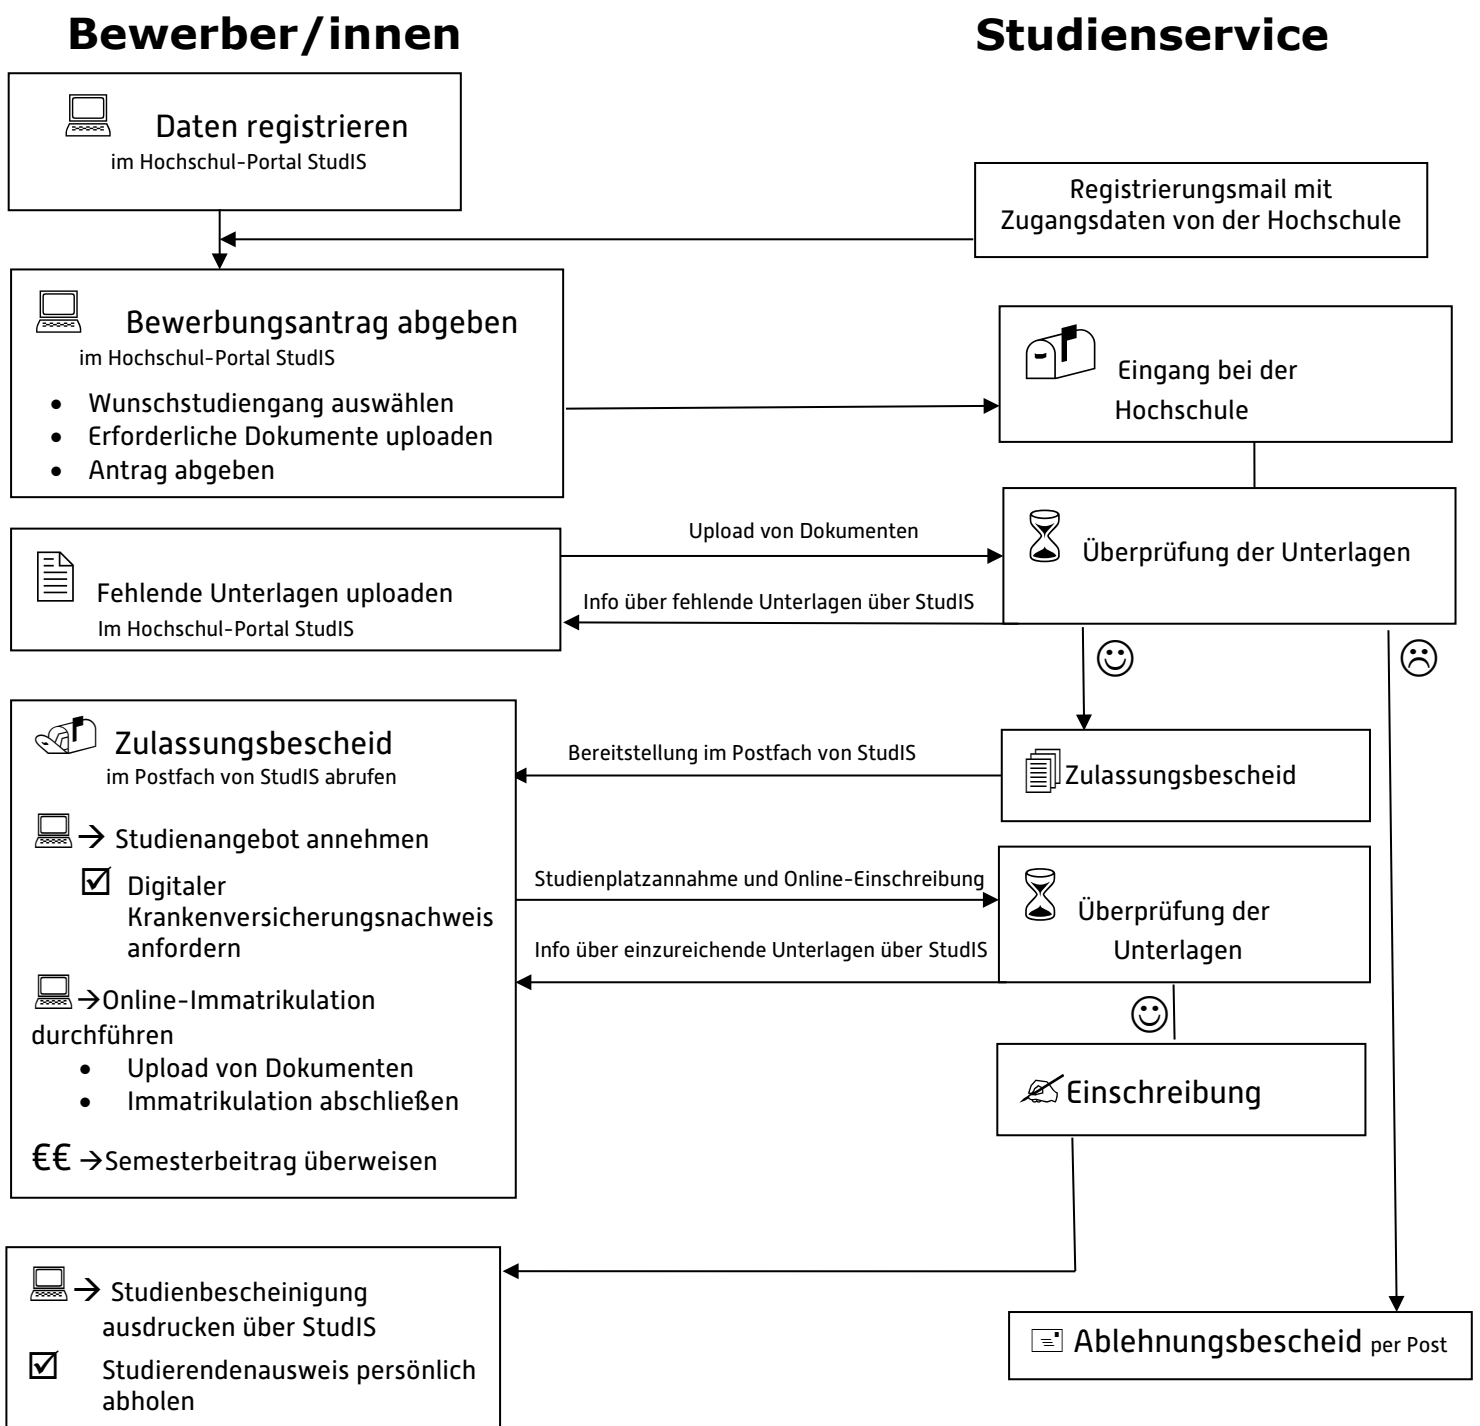 Bewerber/innen
Studienservice
Daten registrieren
im Hochschul-Portal StudIS
Registrierungsmail mit
Zugangsdaten von der Hochschule
Bewerbungsantrag abgeben
im Hochschul-Portal StudIS
• Wunschstudiengang auswählen
• Erforderliche Dokumente uploaden
• Antrag abgeben
Eingang bei der
Hochschule
Upload von Dokumenten
Überprüfung der Unterlagen
Fehlende Unterlagen uploaden
Im Hochschul-Portal StudIS
Info über fehlende Unterlagen über StudIS
Zulassungsbescheid
im Postfach von StudIS abrufen
Bereitstellung im Postfach von StudIS
Zulassungsbescheid
→ Studienangebot annehmen
Digitaler
Krankenversicherungsnachweis
anfordern
Studienplatzannahme und Online-Einschreibung
Überprüfung der
Unterlagen
Info über einzureichende Unterlagen über StudIS
→Online-Immatrikulation
durchführen
• Upload von Dokumenten
• Immatrikulation abschließen
€€ →Semesterbeitrag überweisen
Einschreibung
→ Studienbescheinigung
ausdrucken über StudIS
Studierendenausweis persönlich
abholen
Ablehnungsbescheid per Post